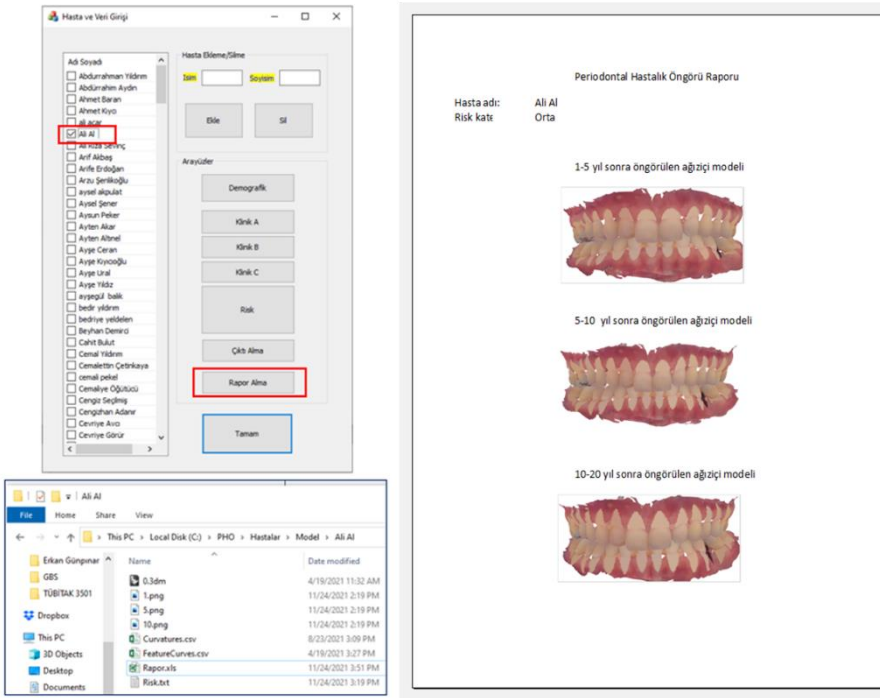 Hasta ve Veri Girişi
Adı Soyadı
Abdurrahman Yıldırım
Abdürrahim Aydın
Ahmet Baran
Ahmet Kıyo
ali acar
Ali Al
Ali Rıza Sevinç
Arif Akbaş
Arife Erdoğan
Arzu Şenlikoğlu
aysel akpulat
Aysel Şener
Aysun Peker
Ayten Akar
Ayten Altınel
Ayşe Ceran
Ayşe Kıyıcıoğlu
Ayşe Ural
Ayşe Yıldız
ayşegül balık
bedir yıldırım
bedriye yeldelen
Beyhan Demirci
Cahit Bulut
Cemal Yıldırım
Cemalettin Çetinkaya
cemali pekel
Cemaliye Öğütücü
Cengiz Seçilmiş
Cengizhan Adanır
Cevriye Avcı
Cevriye Görür
Hasta Ekleme/Silme
İsim
Soyisim
Ekle
Sil
Arayüzler
Demografik
Klinik A
Klinik B
Klinik C
Risk
Çıktı Alma
Rapor Alma
Tamam
Ali Al
File Home Share View
This PC > Local Disk (C:) > PHO > Hastalar > Model > Ali Al
Erkan Günpınar
GBS
TÜBİTAK 3501
Dropbox
This PC
3D Objects
Desktop
Documents
Name Date modified
0.3dm 4/19/2021 11:32 AM
1.png 11/24/2021 2:19 PM
5.png 11/24/2021 2:19 PM
10.png 11/24/2021 2:19 PM
Curvatures.csv 8/23/2021 3:09 PM
FeatureCurves.csv 4/19/2021 3:27 PM
Rapor.xls 11/24/2021 3:51 PM
Risk.txt 11/24/2021 3:19 PM
Periodontal Hastalık Öngörü Raporu
Hasta adı: Ali Al
Risk kate Orta
1-5 yıl sonra öngörülen ağıziçi modeli
5-10 yıl sonra öngörülen ağıziçi modeli
10-20 yıl sonra öngörülen ağıziçi modeli